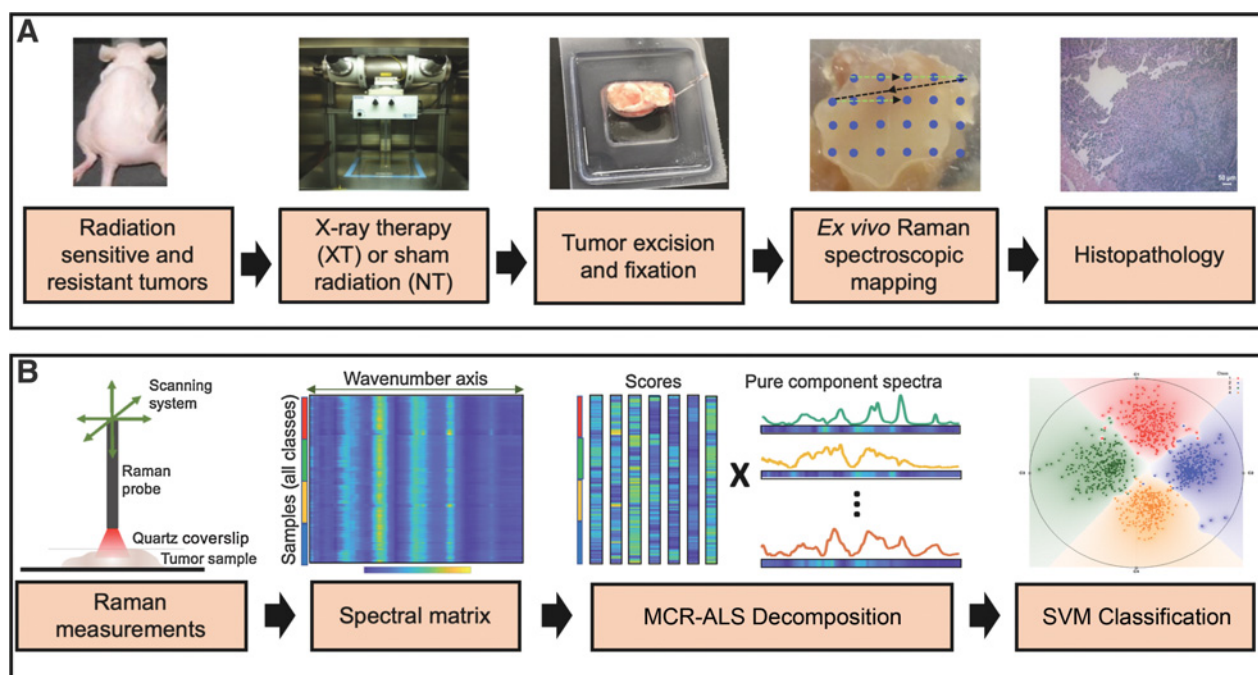 A
50 µm
Radiation
sensitive and
resistant tumors
X-ray therapy
(XT) or sham
radiation (NT)
Tumor excision
and fixation
Ex vivo Raman
spectroscopic
mapping
Histopathology
B
Scanning
system
Raman
probe
Quartz coverslip
Tumor sample
Wavenumber axis
Samples (all classes)
Scores
Pure component spectra
X
Raman
measurements
Spectral matrix
MCR-ALS Decomposition
SVM Classification